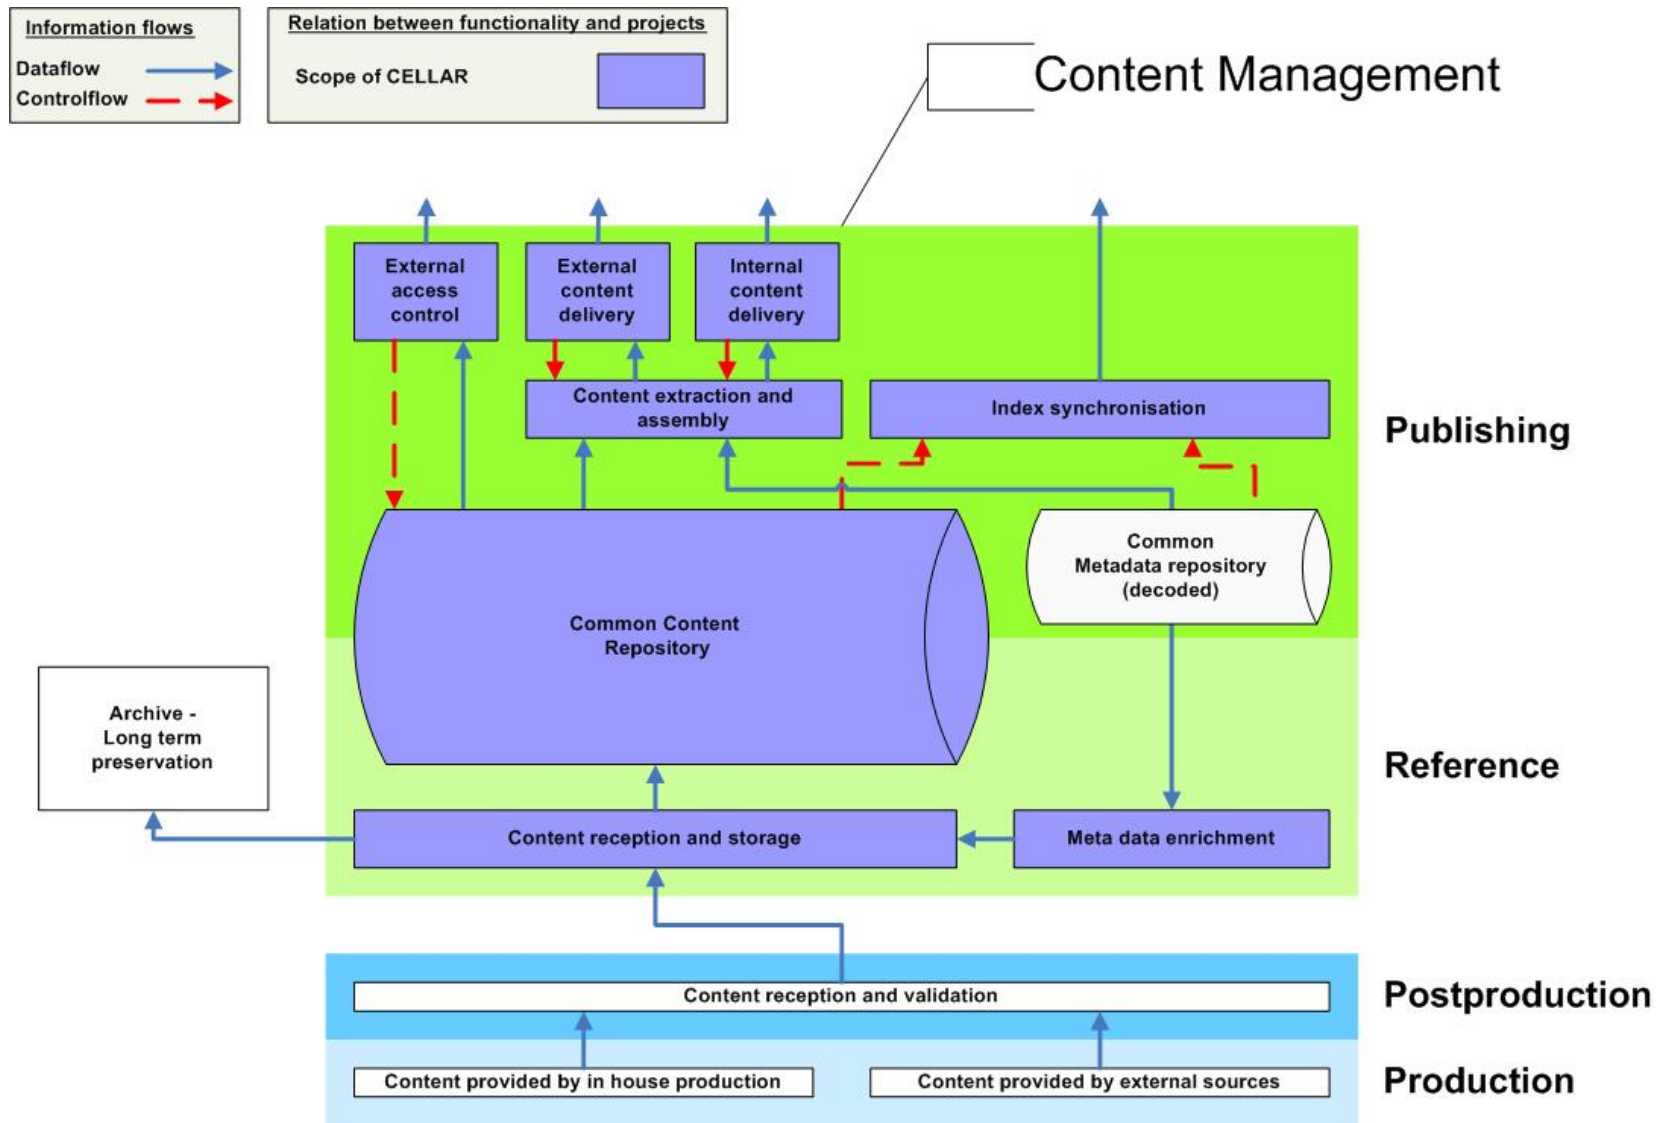 Information flows
Dataflow
Controlflow
Relation between functionality and projects
Scope of CELLAR
Content Management
External
access
control
External
content
delivery
Internal
content
delivery
Content extraction and
assembly
Index synchronisation
Publishing
Common
Metadata repository
(decoded)
Common Content
Repository
Archive -
Long term
preservation
Reference
Content reception and storage
Meta data enrichment
Content reception and validation
Postproduction
Content provided by in house production
Content provided by external sources
Production